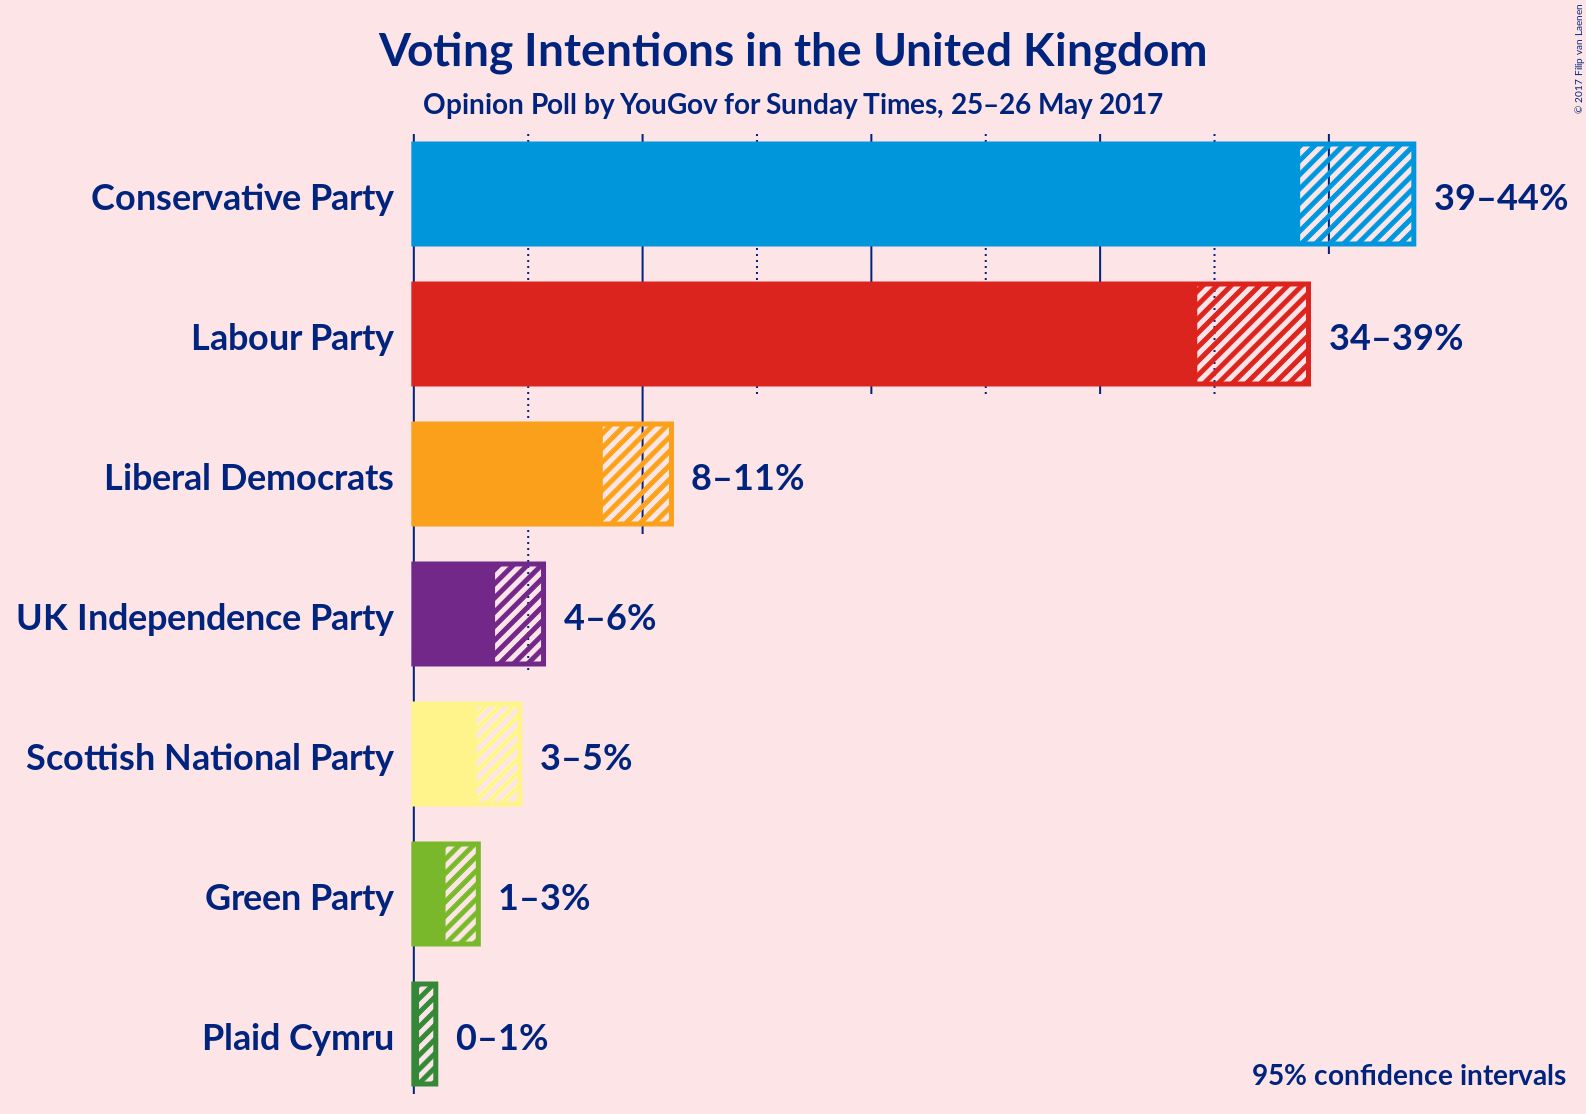 Voting Intentions in the United Kingdom
Opinion Poll by YouGov for Sunday Times, 25–26 May 2017
© 2017 Filip van Laenen
Conservative Party 39–44%
Labour Party 34–39%
Liberal Democrats 8–11%
UK Independence Party 4–6%
Scottish National Party 3–5%
Green Party 1–3%
Plaid Cymru 0–1%
95% confidence intervals